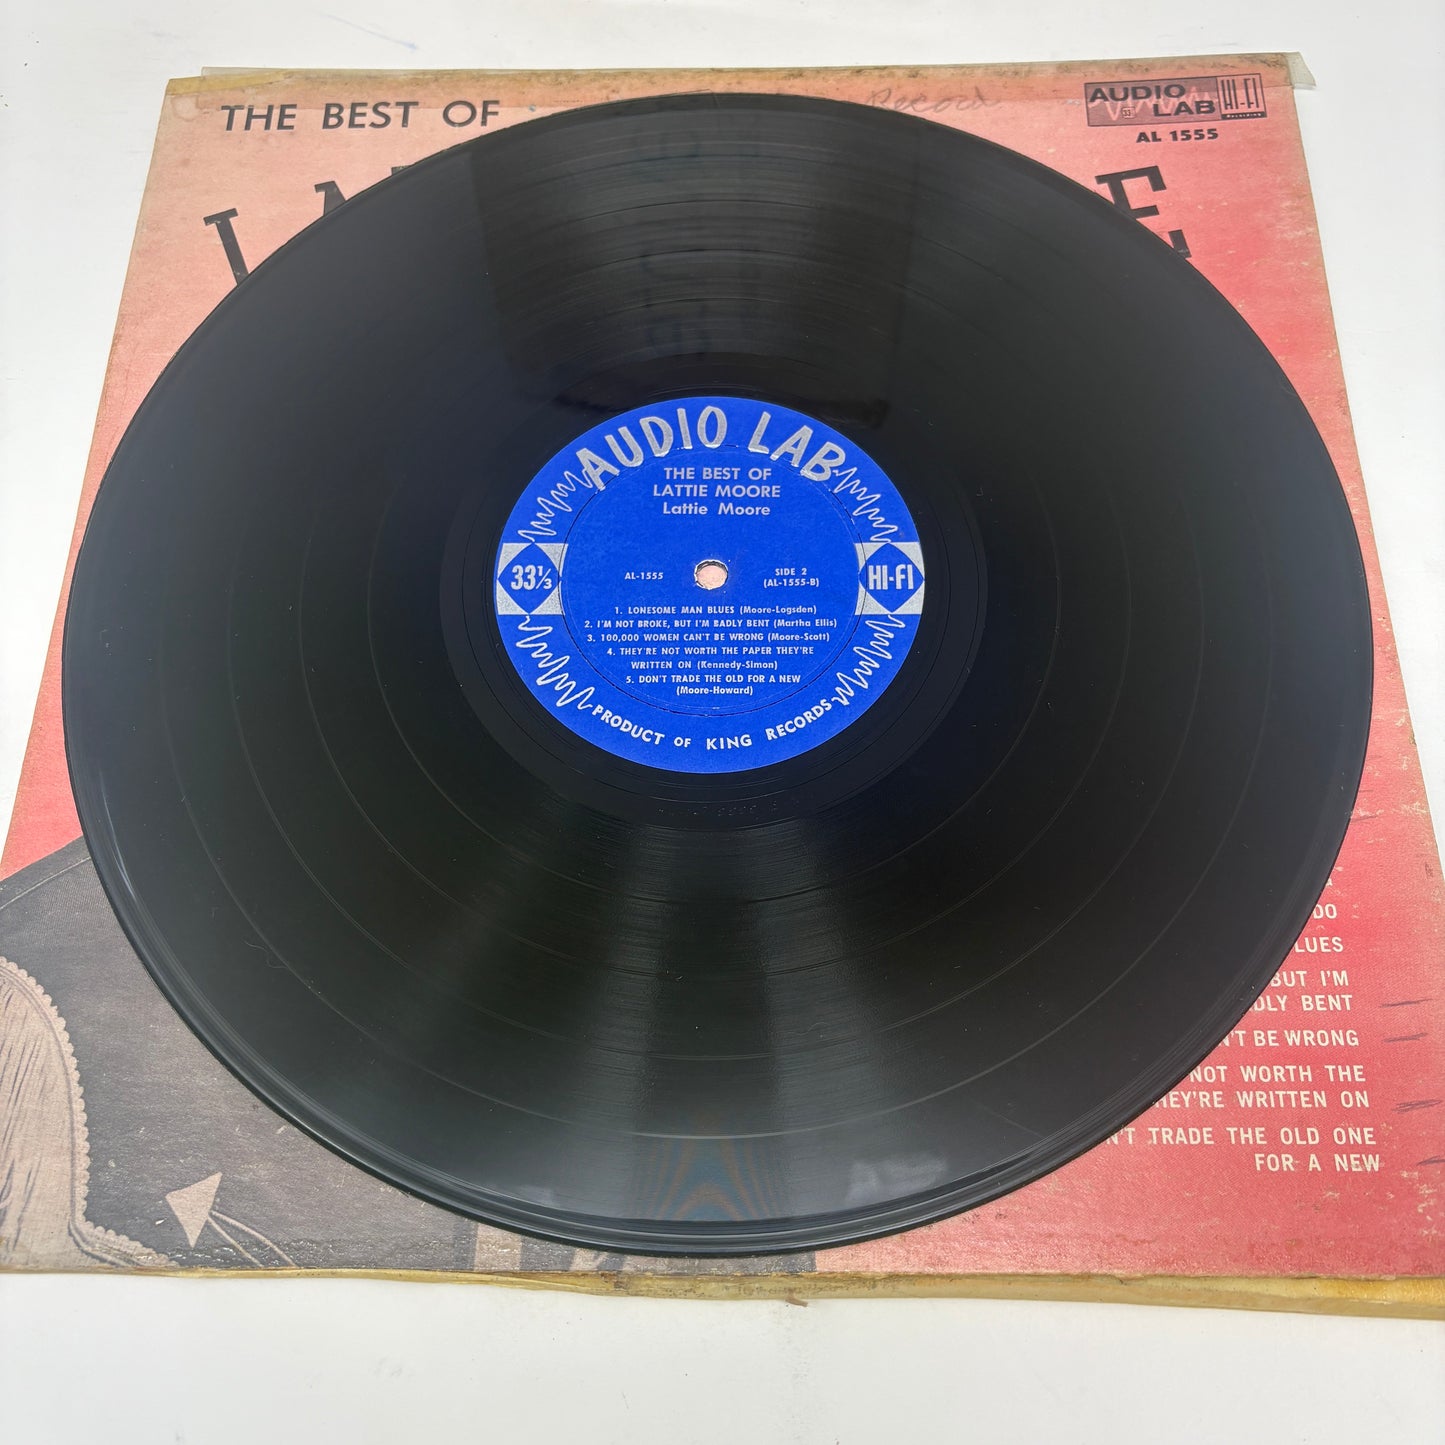 THE BEST OF
Record
AUDIO
LAB
33
HI-FI
AL 1555
AUDIO LAB
THE BEST OF
LATTIE MOORE
Lattie Moore
33⅓
AL-1555
SIDE 2
(AL-1555-B)
HI-FI
1. LONESOME MAN BLUES (Moore-Logsden)
2. I'M NOT BROKE, BUT I'M BADLY BENT (Martha Ellis)
3. 100,000 WOMEN CAN'T BE WRONG (Moore-Scott)
4. THEY'RE NOT WORTH THE PAPER THEY'RE
WRITTEN ON (Kennedy-Simon)
5. DON'T TRADE THE OLD FOR A NEW
(Moore-Howard)
PRODUCT OF KING RECORDS
DO
LUES
BUT I'M
DLY BENT
'T BE WRONG
NOT WORTH THE
HEY'RE WRITTEN ON
N'T TRADE THE OLD ONE
FOR A NEW